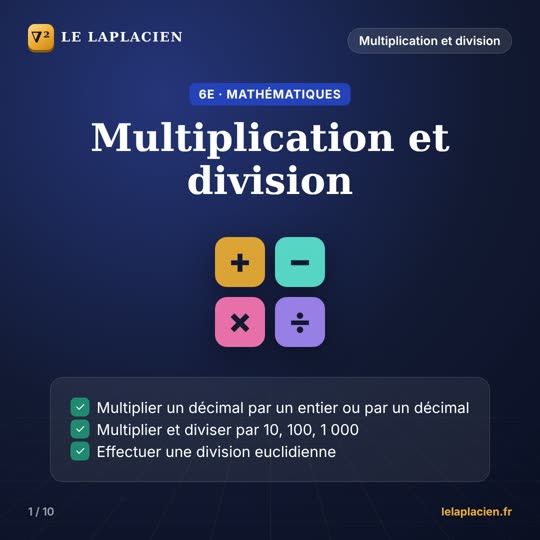 ∇² LE LAPLACIEN
Multiplication et division
6E · MATHÉMATIQUES
Multiplication et
division
+ −
× ÷
Multiplier un décimal par un entier ou par un décimal
Multiplier et diviser par 10, 100, 1 000
Effectuer une division euclidienne
1 / 10
lelaplacien.fr